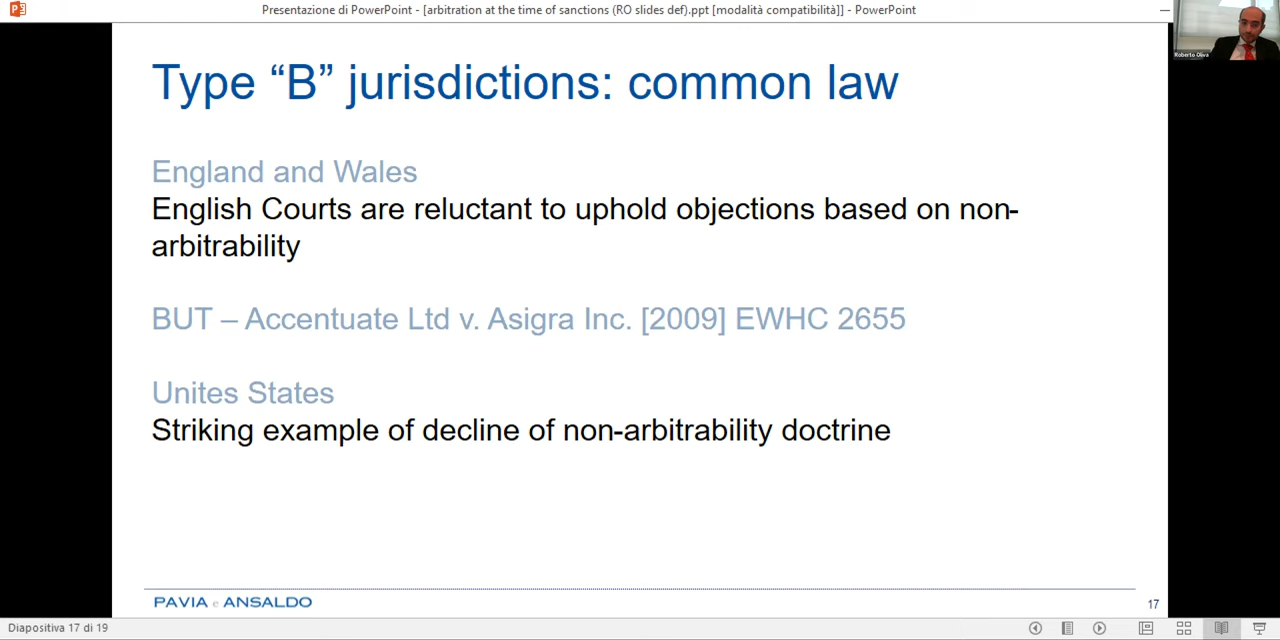 Presentazione di PowerPoint - [arbitration at the time of sanctions (RO slides def).ppt [modalità compatibilità]] - PowerPoint
Roberto Oliva
Type “B” jurisdictions: common law
England and Wales
English Courts are reluctant to uphold objections based on non-
arbitrability
BUT – Accentuate Ltd v. Asigra Inc. [2009] EWHC 2655
Unites States
Striking example of decline of non-arbitrability doctrine
PAVIA e ANSALDO
17
Diapositiva 17 di 19